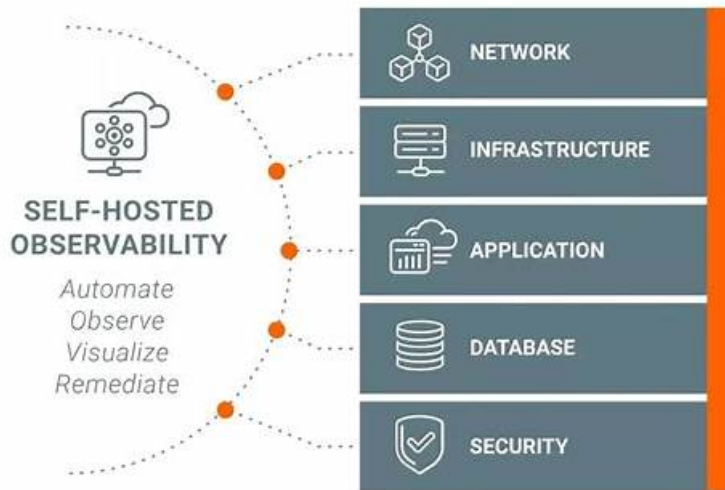 SELF-HOSTED
OBSERVABILITY
Automate
Observe
Visualize
Remediate
NETWORK
INFRASTRUCTURE
APPLICATION
DATABASE
SECURITY